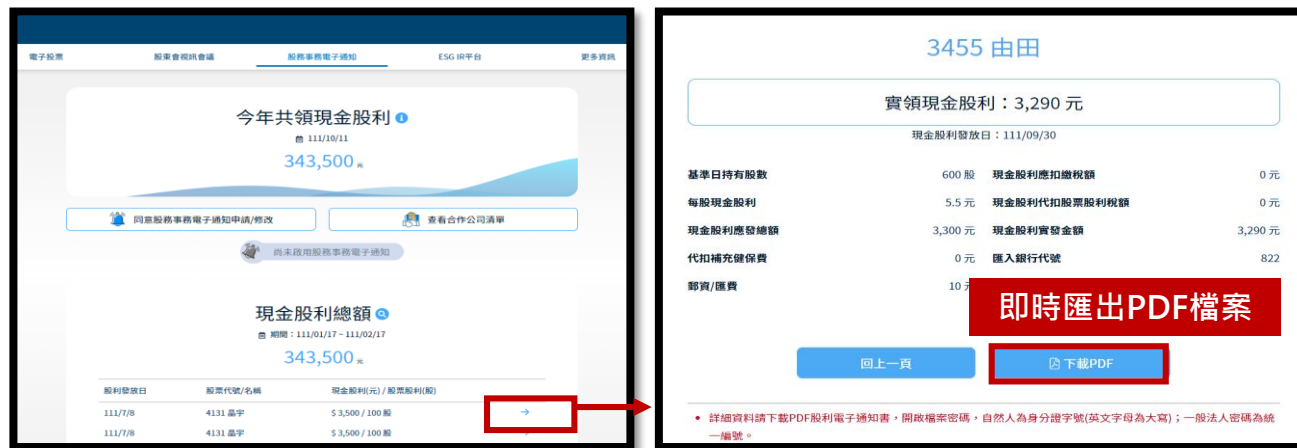 電子投票 股東會視訊會議 股務事務電子通知 ESG IR平台 更多資訊
今年共領現金股利
111/10/11
343,500 元
同意股務事務電子通知申請/修改 查看合作公司清單
尚未啟用股務事務電子通知
現金股利總額
期間：111/01/17 ~ 111/02/17
343,500 元
股利發放日 股票代號/名稱 現金股利(元) / 股票股利(股)
111/7/8 4131 晶宇 $ 3,500 / 100 股 →
111/7/8 4131 晶宇 $ 3,500 / 100 股
3455 由田
實領現金股利：3,290 元
現金股利發放日：111/09/30
基準日持有股數 600 股 現金股利應扣繳稅額 0 元
每股現金股利 5.5 元 現金股利代扣股票股利稅額 0 元
現金股利應發總額 3,300 元 現金股利實發金額 3,290 元
代扣補充健保費 0 元 匯入銀行代號 822
郵資/匯費 10
即時匯出PDF檔案
回上一頁 下載PDF
• 詳細資料請下載PDF股利電子通知書，開啟檔案密碼，自然人為身分證字號(英文字母為大寫)；一般法人密碼為統
一編號。